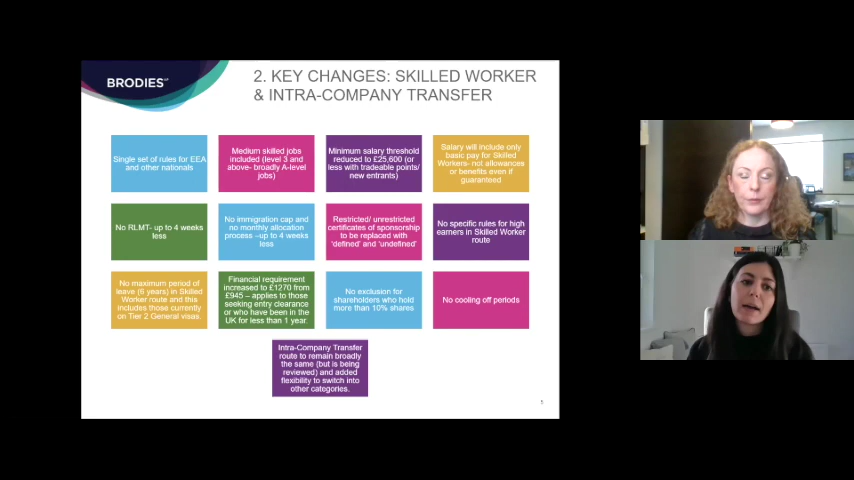 BRODIES LLP
2. KEY CHANGES: SKILLED WORKER
& INTRA-COMPANY TRANSFER
Single set of rules for EEA
and other nationals
Medium skilled jobs
included (level 3 and
above- broadly A-level
jobs)
Minimum salary threshold
reduced to £25,600 (or
less with tradeable points/
new entrants)
Salary will include only
basic pay for Skilled
Workers- not allowances
or benefits even if
guaranteed
No RLMT- up to 4 weeks
less
No immigration cap and
no monthly allocation
process –up to 4 weeks
less
Restricted/ unrestricted
certificates of sponsorship
to be replaced with
'defined' and 'undefined'
No specific rules for high
earners in Skilled Worker
route
No maximum period of
leave (6 years) in Skilled
Worker route and this
includes those currently
on Tier 2 General visas.
Financial requirement
increased to £1270 from
£945 – applies to those
seeking entry clearance
or who have been in the
UK for less than 1 year.
No exclusion for
shareholders who hold
more than 10% shares
No cooling off periods
Intra-Company Transfer
route to remain broadly
the same (but is being
reviewed) and added
flexibility to switch into
other categories.